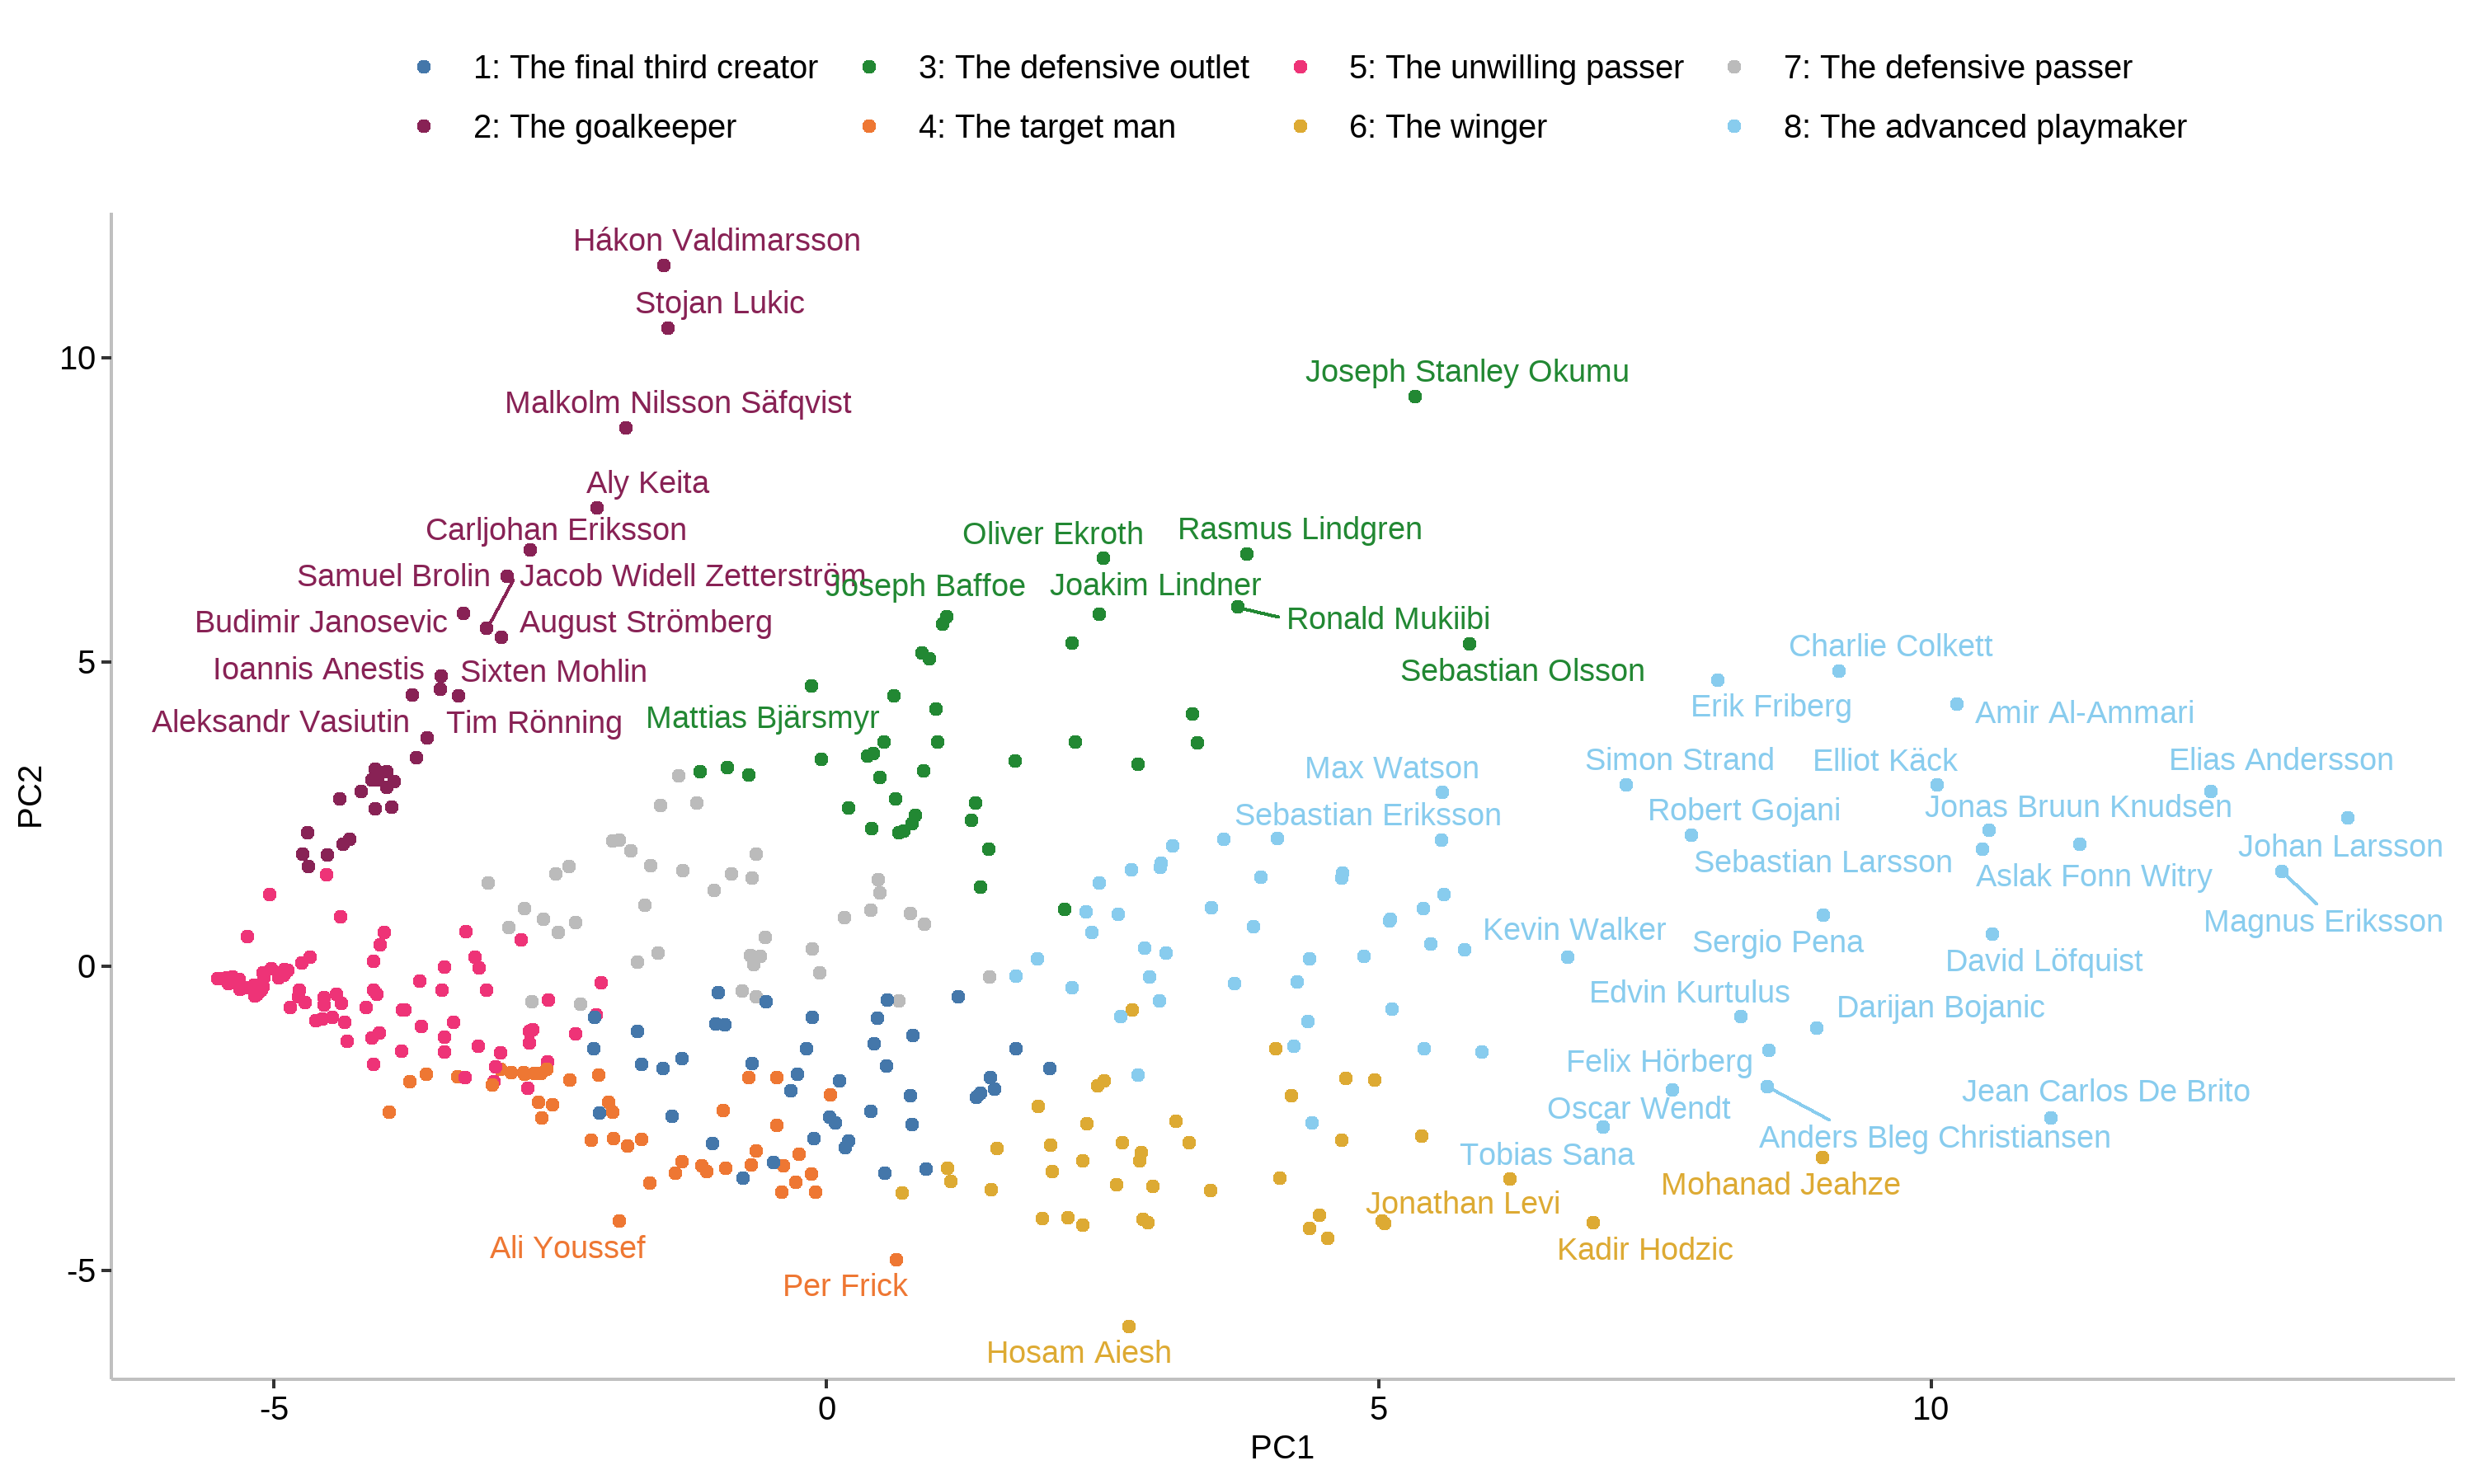 1: The final third creator
3: The defensive outlet
5: The unwilling passer
7: The defensive passer
2: The goalkeeper
4: The target man
6: The winger
8: The advanced playmaker
Hákon Valdimarsson
Stojan Lukic
10
Joseph Stanley Okumu
Malkolm Nilsson Säfqvist
Aly Keita
Carljohan Eriksson
Oliver Ekroth
Rasmus Lindgren
Samuel Brolin
Jacob Widell Zetterström
Joseph Baffoe
Joakim Lindner
Budimir Janosevic
August Strömberg
Ronald Mukiibi
Charlie Colkett
5
Ioannis Anestis
Sixten Mohlin
Sebastian Olsson
Erik Friberg
Amir Al-Ammari
Aleksandr Vasiutin
Tim Rönning
Mattias Bjärsmyr
Max Watson
Simon Strand
Elliot Käck
Elias Andersson
PC2
Sebastian Eriksson
Robert Gojani
Jonas Bruun Knudsen
Johan Larsson
Sebastian Larsson
Aslak Fonn Witry
Magnus Eriksson
Kevin Walker
Sergio Pena
David Löfquist
0
Edvin Kurtulus
Darijan Bojanic
Felix Hörberg
Jean Carlos De Brito
Oscar Wendt
Anders Bleg Christiansen
Tobias Sana
Mohanad Jeahze
Jonathan Levi
Ali Youssef
Kadir Hodzic
-5
Per Frick
Hosam Aiesh
-5
0
5
10
PC1